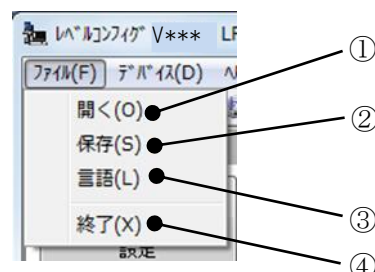 ﾚﾍﾞﾙｺﾝﾌｨｸﾞ V***
ﾌｧｲﾙ(F) ﾃﾞﾊﾞｲｽ(D)
開く(O)
①
保存(S)
②
言語(L)
③
終了(X)
④
設定